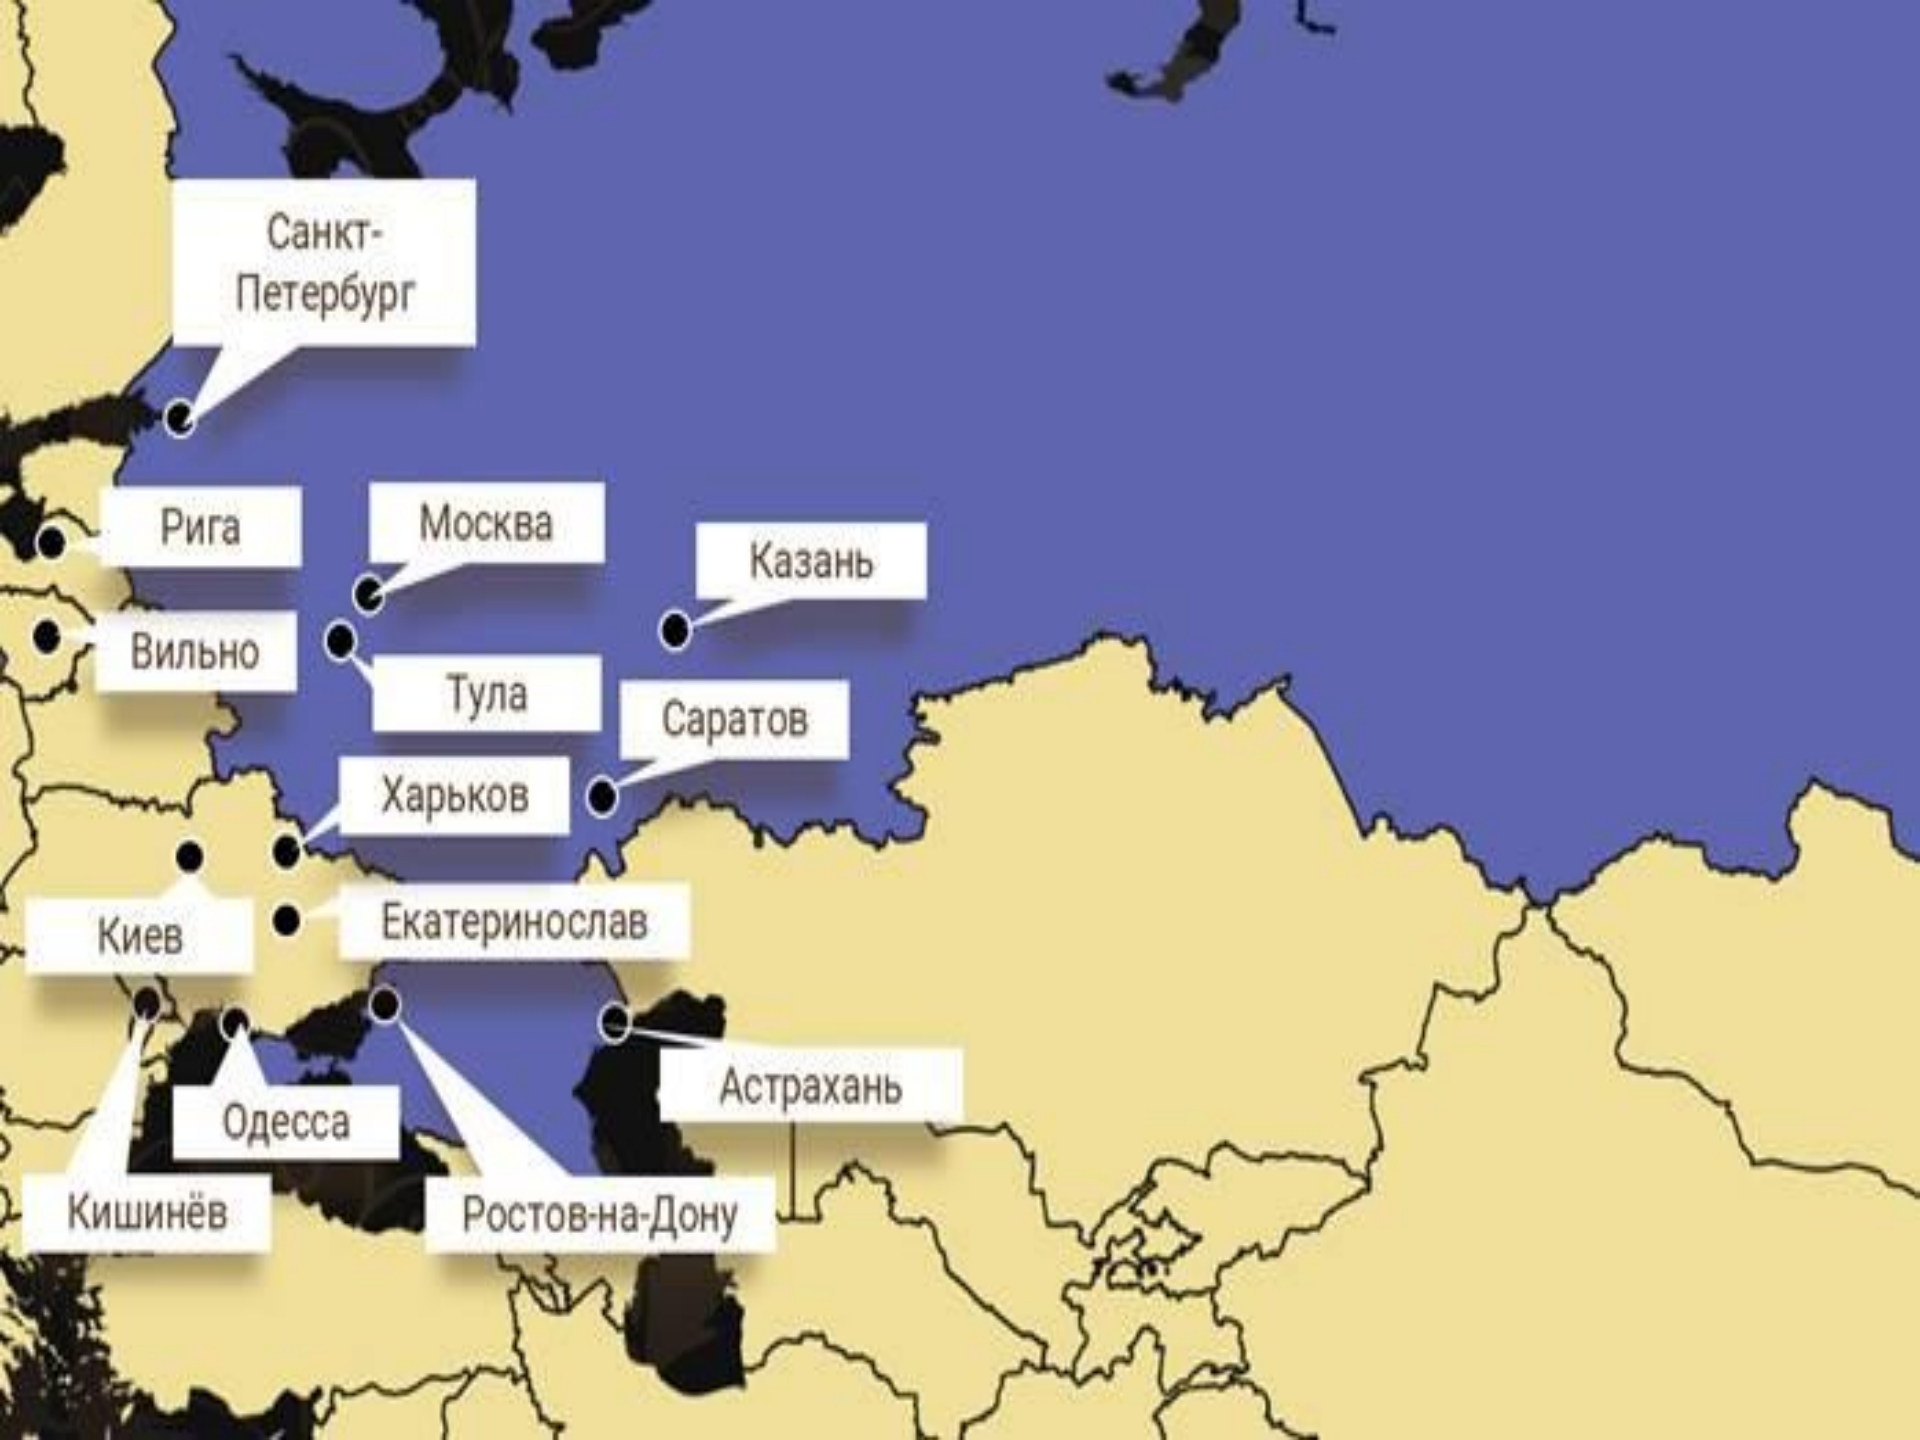 Санкт-
Петербург
Рига
Москва
Казань
Вильно
Тула
Саратов
Харьков
Киев
Екатеринослав
Астрахань
Одесса
Кишинёв
Ростов-на-Дону